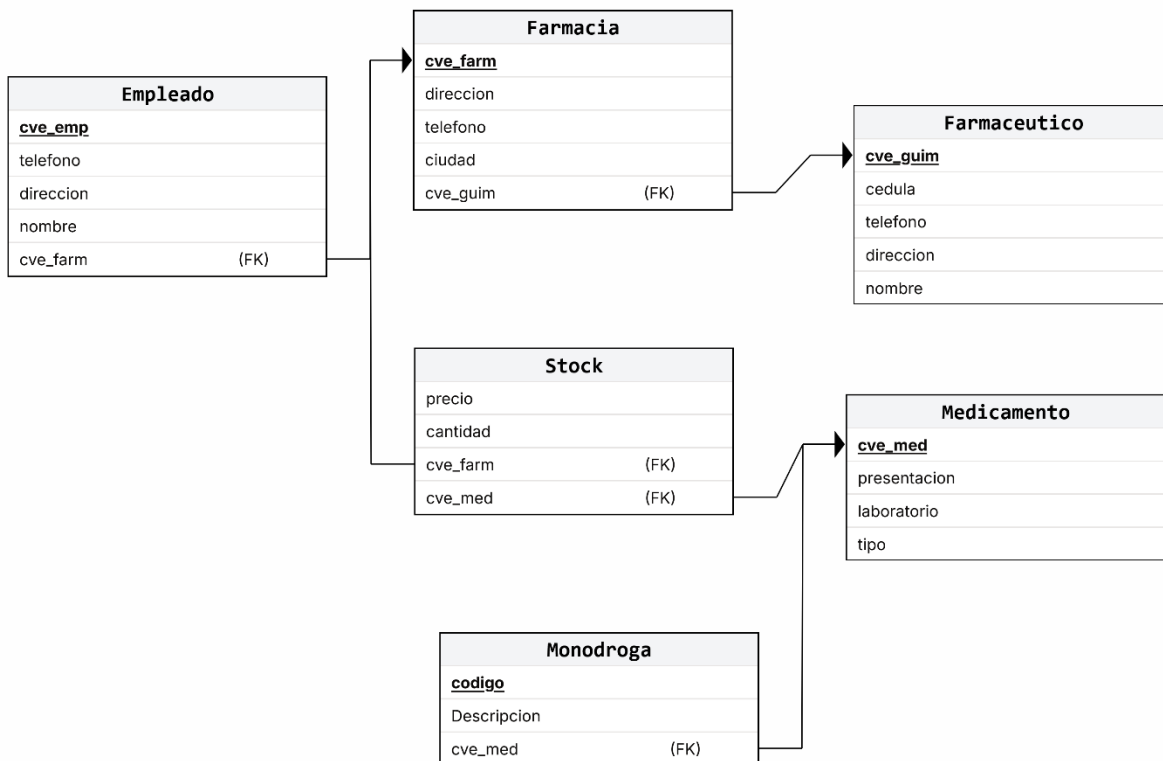 Farmacia
cve_farm
direccion
telefono
ciudad
cve_guim (FK)
Empleado
cve_emp
telefono
direccion
nombre
cve_farm (FK)
Farmaceutico
cve_guim
cedula
telefono
direccion
nombre
Stock
precio
cantidad
cve_farm (FK)
cve_med (FK)
Medicamento
cve_med
presentacion
laboratorio
tipo
Monodroga
codigo
Descripcion
cve_med (FK)